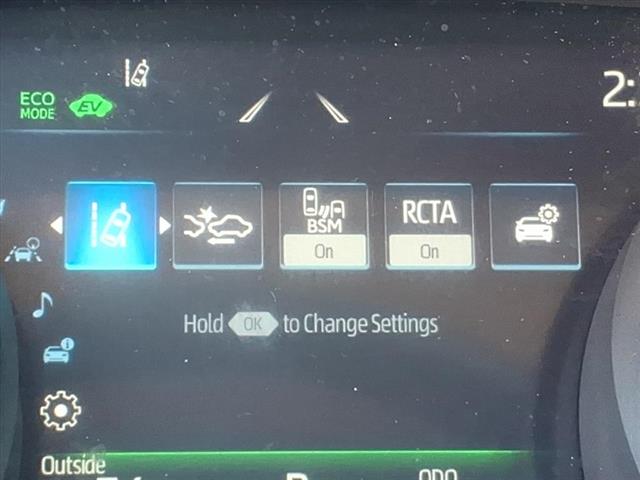 2:
ECO
MODE
EV
BSM
On
RCTA
On
Hold OK to Change Settings
Outside
ODO